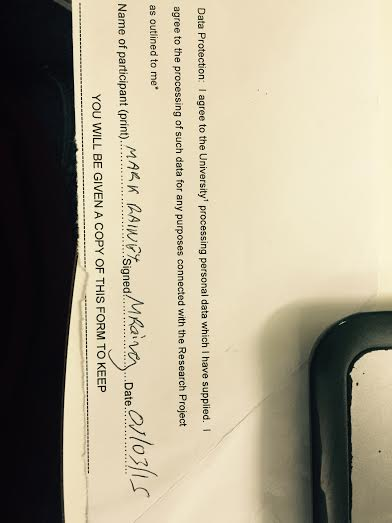 Data Protection: I agree to the University' processing personal data which I have supplied. I
agree to the processing of such data for any purposes connected with the Research Project
as outlined to me*
Name of participant (print) MARK RAINEY Signed MRainey Date 01/03/15
YOU WILL BE GIVEN A COPY OF THIS FORM TO KEEP